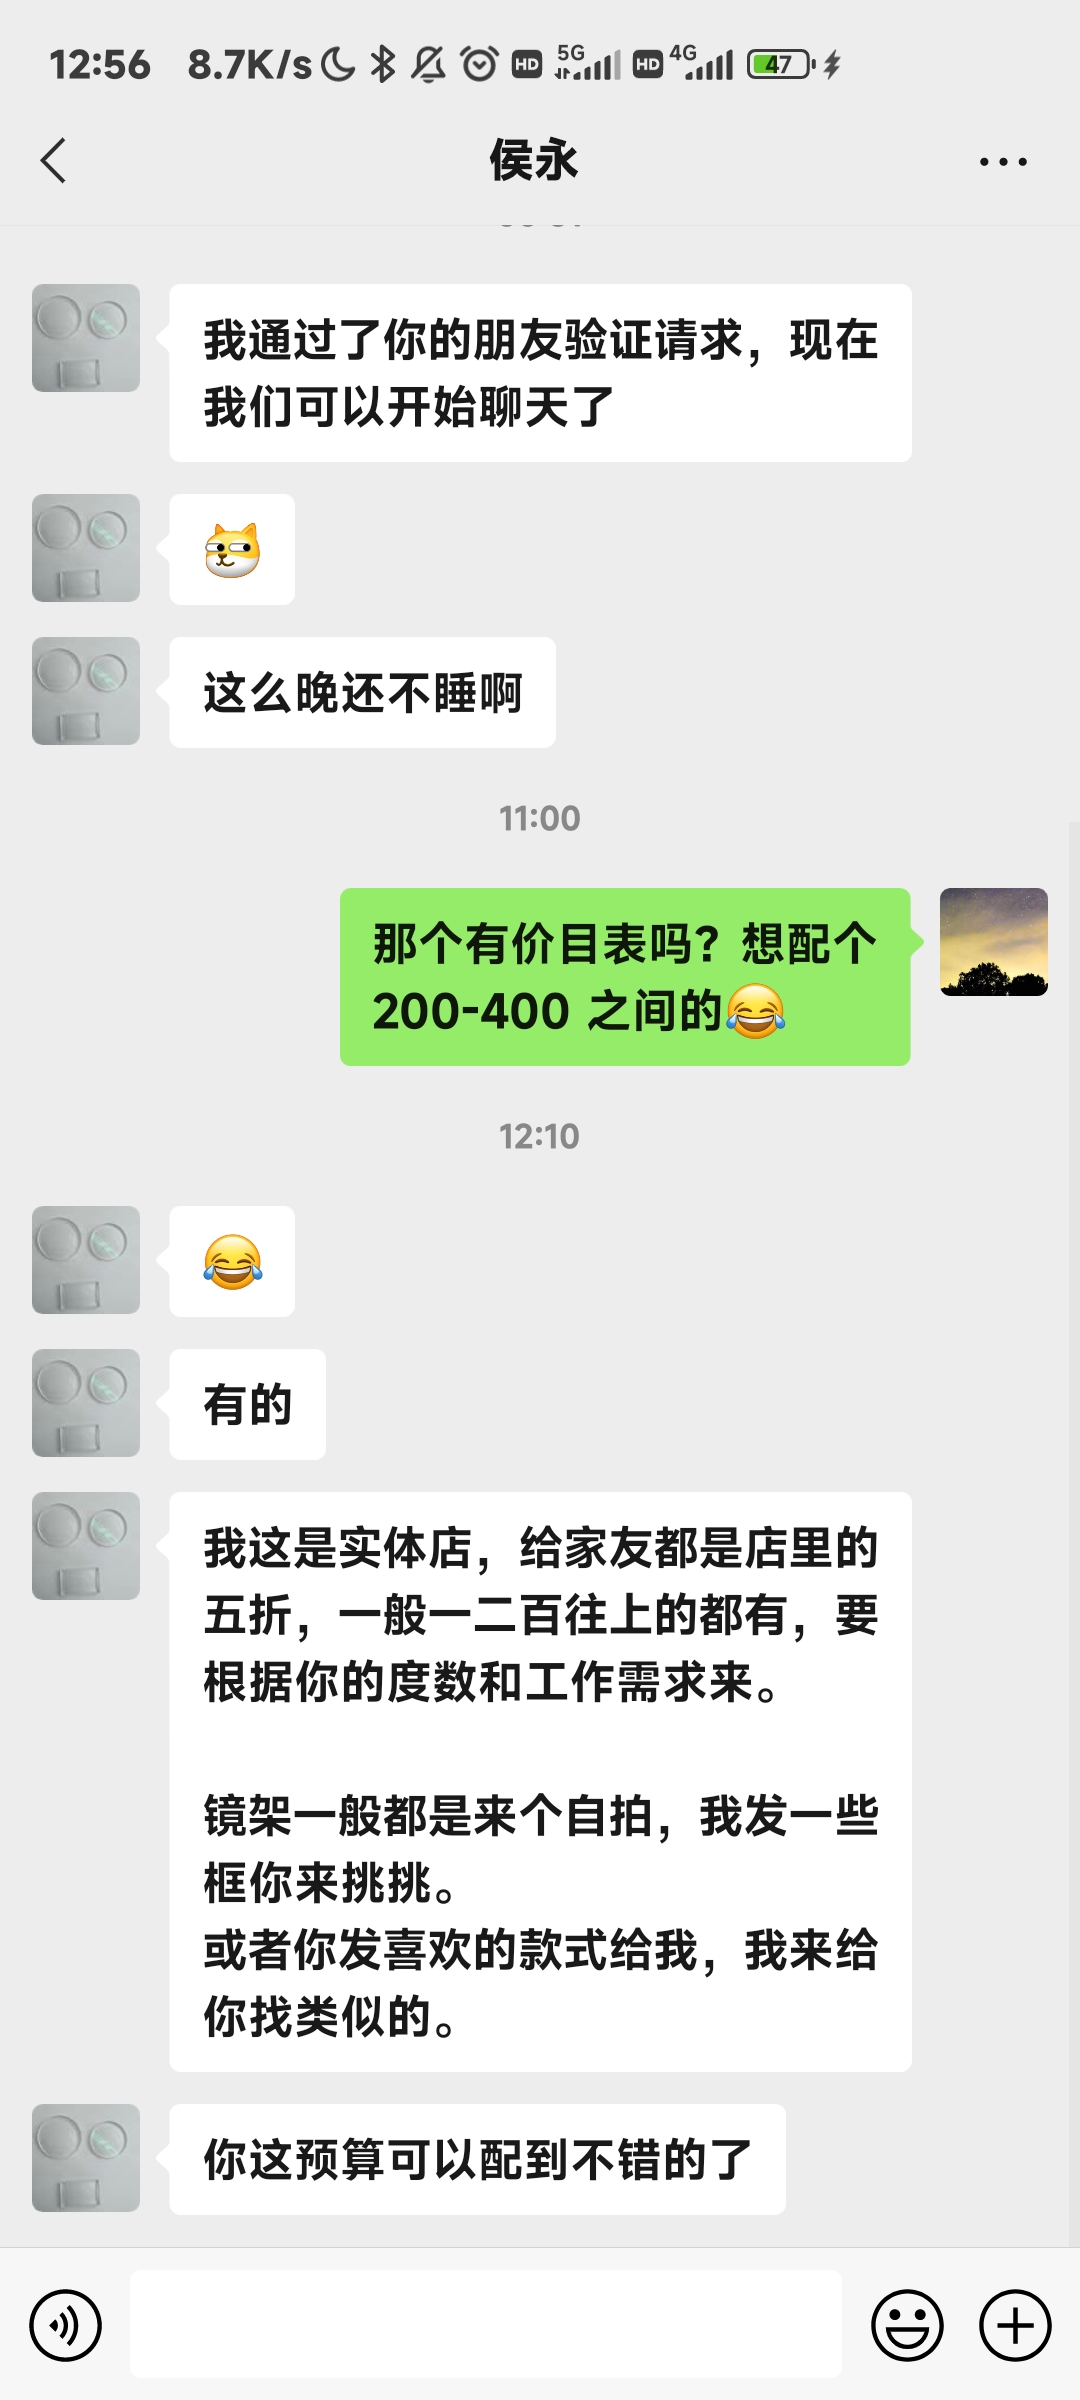 12:56 8.7K/s HD 5G HD 4G 47
侯永
我通过了你的朋友验证请求，现在
我们可以开始聊天了
这么晚还不睡啊
11:00
那个有价目表吗？想配个
200-400 之间的😂
12:10
😂
有的
我这是实体店，给家友都是店里的
五折，一般一二百往上的都有，要
根据你的度数和工作需求来。
镜架一般都是来个自拍，我发一些
框你来挑挑。
或者你发喜欢的款式给我，我来给
你找类似的。
你这预算可以配到不错的了